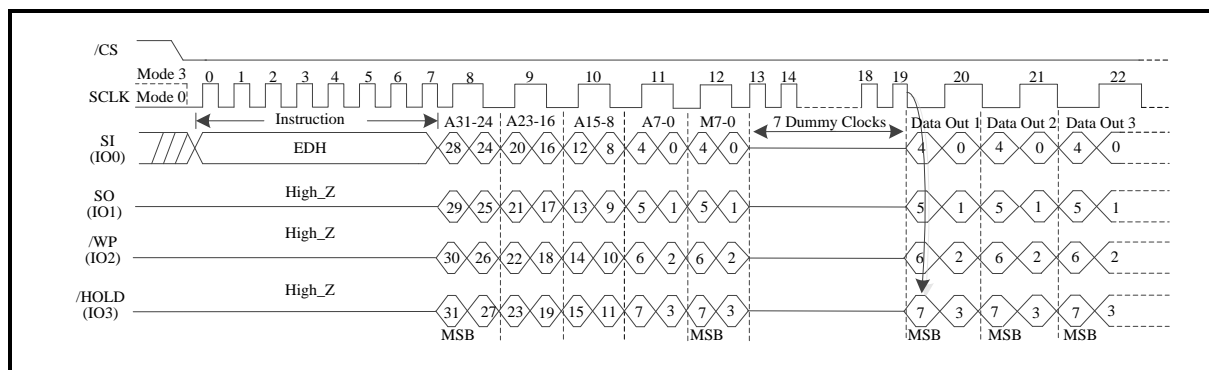 /CS
Mode 3 0 1 2 3 4 5 6 7 8 9 10 11 12 13 14 18 19 20 21 22
SCLK Mode 0
Instruction A31-24 A23-16 A15-8 A7-0 M7-0 7 Dummy Clocks Data Out 1 Data Out 2 Data Out 3
SI
(IO0)
EDH 28 24 20 16 12 8 4 0 4 0 4 0 4 0 4 0
High_Z
SO
(IO1)
29 25 21 17 13 9 5 1 5 1 5 1 5 1 5 1
High_Z
/WP
(IO2)
30 26 22 18 14 10 6 2 6 2 6 2 6 2 6 2
High_Z
/HOLD
(IO3)
31 27 23 19 15 11 7 3 7 3 7 3 7 3 7 3
MSB MSB MSB MSB MSB